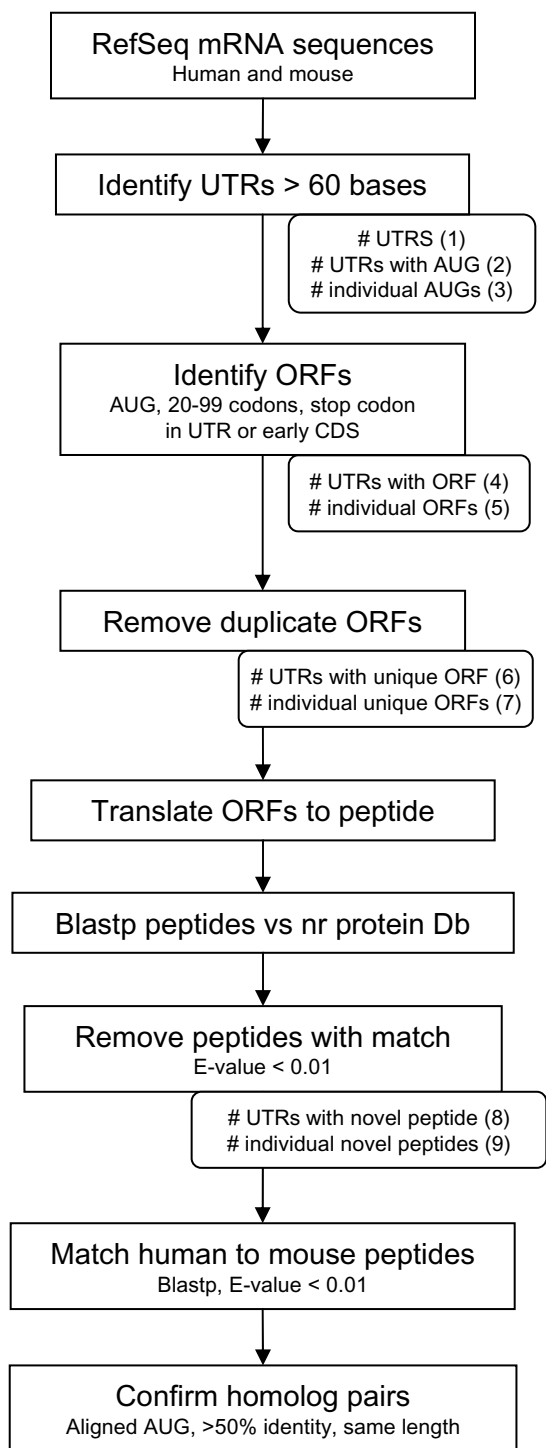 RefSeq mRNA sequences
Human and mouse
Identify UTRs > 60 bases
# UTRS (1)
# UTRs with AUG (2)
# individual AUGs (3)
Identify ORFs
AUG, 20-99 codons, stop codon
in UTR or early CDS
# UTRs with ORF (4)
# individual ORFs (5)
Remove duplicate ORFs
# UTRs with unique ORF (6)
# individual unique ORFs (7)
Translate ORFs to peptide
Blastp peptides vs nr protein Db
Remove peptides with match
E-value < 0.01
# UTRs with novel peptide (8)
# individual novel peptides (9)
Match human to mouse peptides
Blastp, E-value < 0.01
Confirm homolog pairs
Aligned AUG, >50% identity, same length